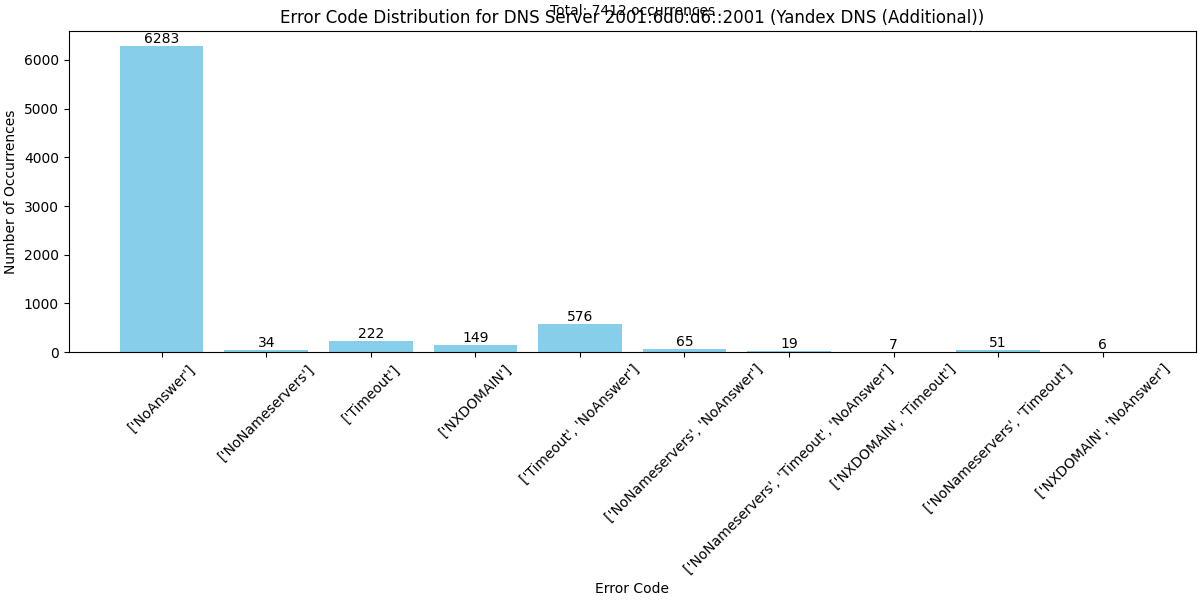 Total: 7412 occurrences
Error Code Distribution for DNS Server 2001:6d0:d6::2001 (Yandex DNS (Additional))
Number of Occurrences
6000
5000
4000
3000
2000
1000
0
6283
34
222
149
576
65
19
7
51
6
['NoAnswer']
['NoNameservers']
['Timeout']
['NXDOMAIN']
['Timeout', 'NoAnswer']
['NoNameservers', 'NoAnswer']
['NoNameservers', 'Timeout', 'NoAnswer']
['NXDOMAIN', 'Timeout']
['NoNameservers', 'Timeout']
['NXDOMAIN', 'NoAnswer']
Error Code